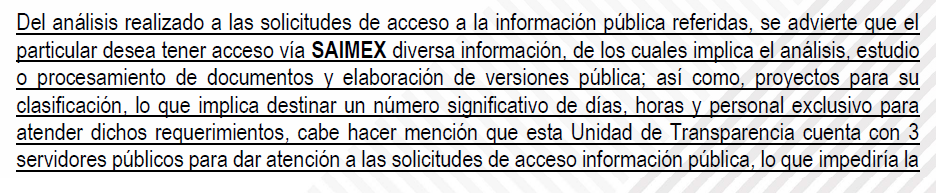 Del análisis realizado a las solicitudes de acceso a la información pública referidas, se advierte que el
particular desea tener acceso vía SAIMEX diversa información, de los cuales implica el análisis, estudio
o procesamiento de documentos y elaboración de versiones pública; así como, proyectos para su
clasificación, lo que implica destinar un número significativo de días, horas y personal exclusivo para
atender dichos requerimientos, cabe hacer mención que esta Unidad de Transparencia cuenta con 3
servidores públicos para dar atención a las solicitudes de acceso información pública, lo que impediría la